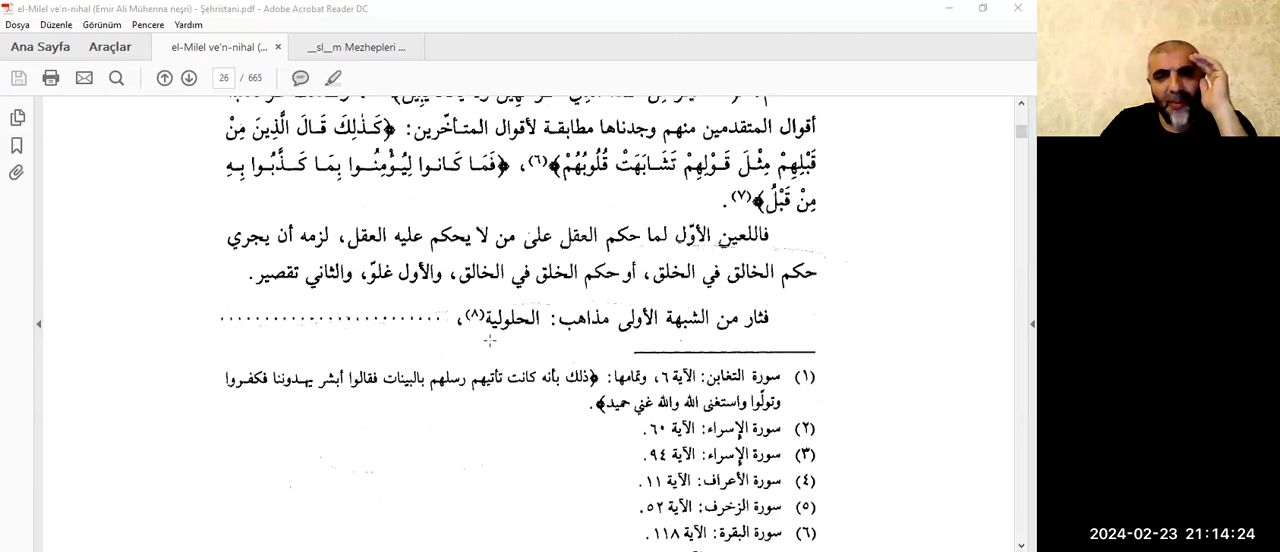 el-Milel ve'n-nihal (Emir Ali Mühenna neşri) - Şehristani.pdf - Adobe Acrobat Reader DC
Dosya Düzenle Görünüm Pencere Yardım
Ana Sayfa Araçlar el-Milel ve'n-nihal (... × __sl__m Mezhepleri ...
26 / 665
أقوال المتقدمين منهم وجدناها مطابقة لأقوال المتأخّرين: ﴿كَذٰلِكَ قَالَ الَّذِينَ مِنْ
قَبْلِهِمْ مِثْلَ قَوْلِهِمْ تَشَابَهَتْ قُلُوبُهُمْ﴾(٦)، ﴿فَمَا كَانوا لِيُؤْمِنُوا بِمَا كَذَّبُوا بِهِ
مِنْ قَبْلُ﴾(٧).
فاللعين الأوّل لما حكم العقل على من لا يحكم عليه العقل، لزمه أن يجري
حكم الخالق في الخلق، أو حكم الخلق في الخالق، والأول غلوّ، والثاني تقصير.
فثار من الشبهة الأولى مذاهب: الحلولية(٨)، ........................
(١) سورة التغابن: الآية ٦، وتمامها: ﴿ذلك بأنه كانت تأتيهم رسلهم بالبينات فقالوا أبشر يهدوننا فكفروا
وتولّوا واستغنى الله والله غني حميد﴾.
(٢) سورة الإسراء: الآية ٦٠.
(٣) سورة الإسراء: الآية ٩٤.
(٤) سورة الأعراف: الآية ١١.
(٥) سورة الزخرف: الآية ٥٢.
(٦) سورة البقرة: الآية ١١٨.
2024-02-23 21:14:24